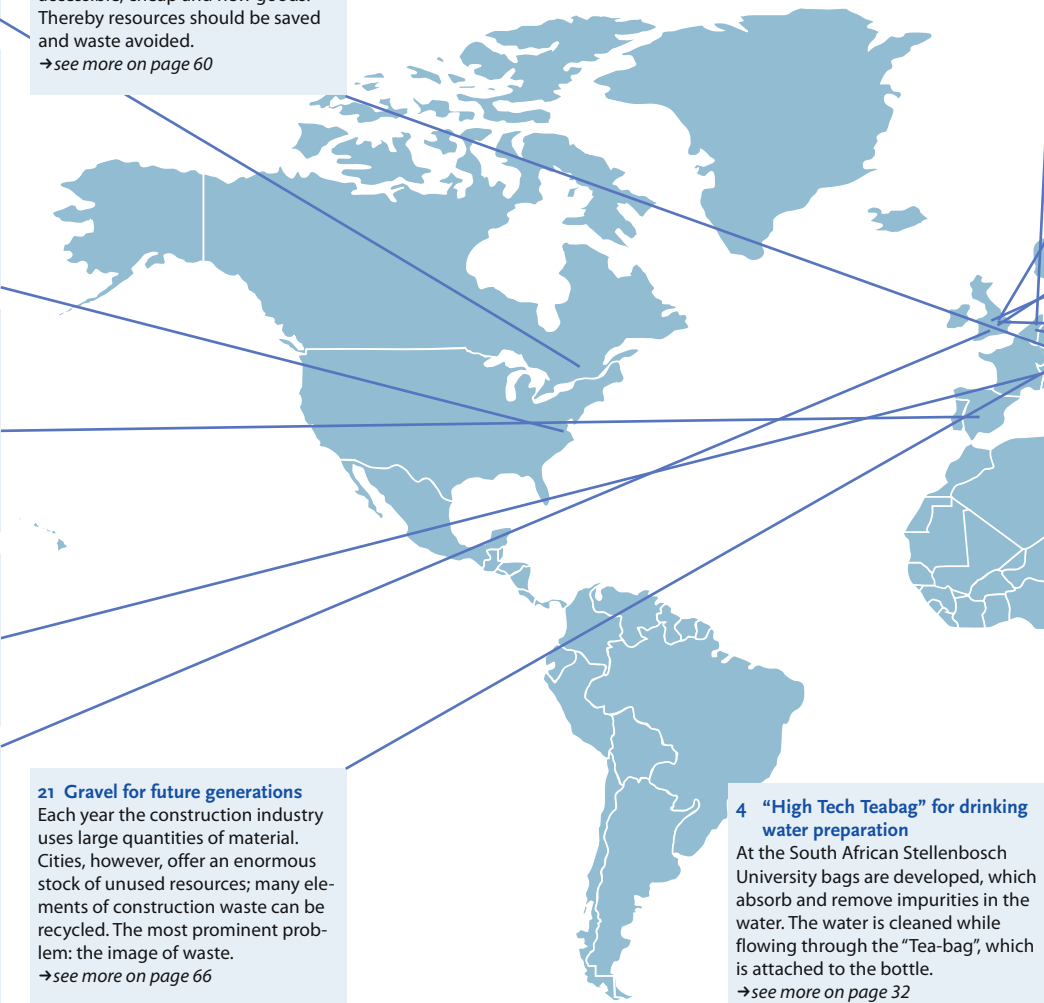 Thereby resources should be saved
and waste avoided.
→see more on page 60
21 Gravel for future generations
Each year the construction industry
uses large quantities of material.
Cities, however, offer an enormous
stock of unused resources; many ele-
ments of construction waste can be
recycled. The most prominent prob-
lem: the image of waste.
→see more on page 66
4 “High Tech Teabag” for drinking
water preparation
At the South African Stellenbosch
University bags are developed, which
absorb and remove impurities in the
water. The water is cleaned while
flowing through the “Tea-bag”, which
is attached to the bottle.
→see more on page 32